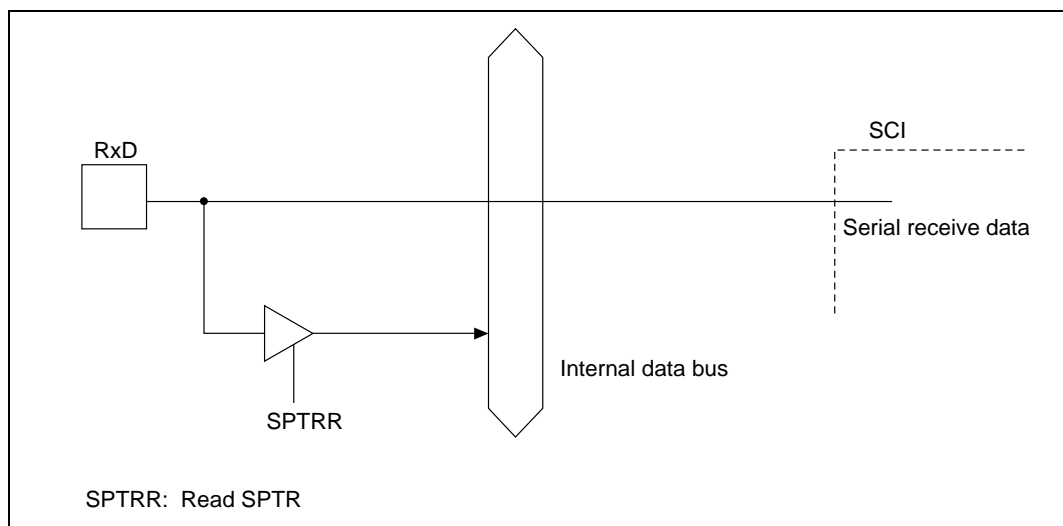 SCI
RxD
Serial receive data
Internal data bus
SPTRR
SPTRR: Read SPTR